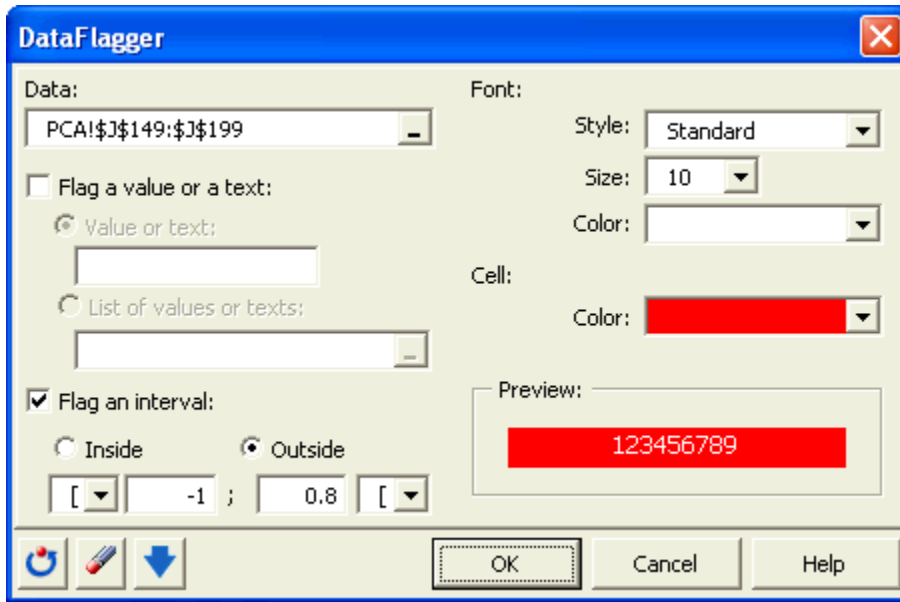 DataFlagger
Data:
PCA!$J$149:$J$199
Flag a value or a text:
Value or text:
List of values or texts:
Flag an interval:
Inside Outside
[ -1 ; 0.8 [
Font:
Style: Standard
Size: 10
Color:
Cell:
Color:
Preview:
123456789
OK Cancel Help